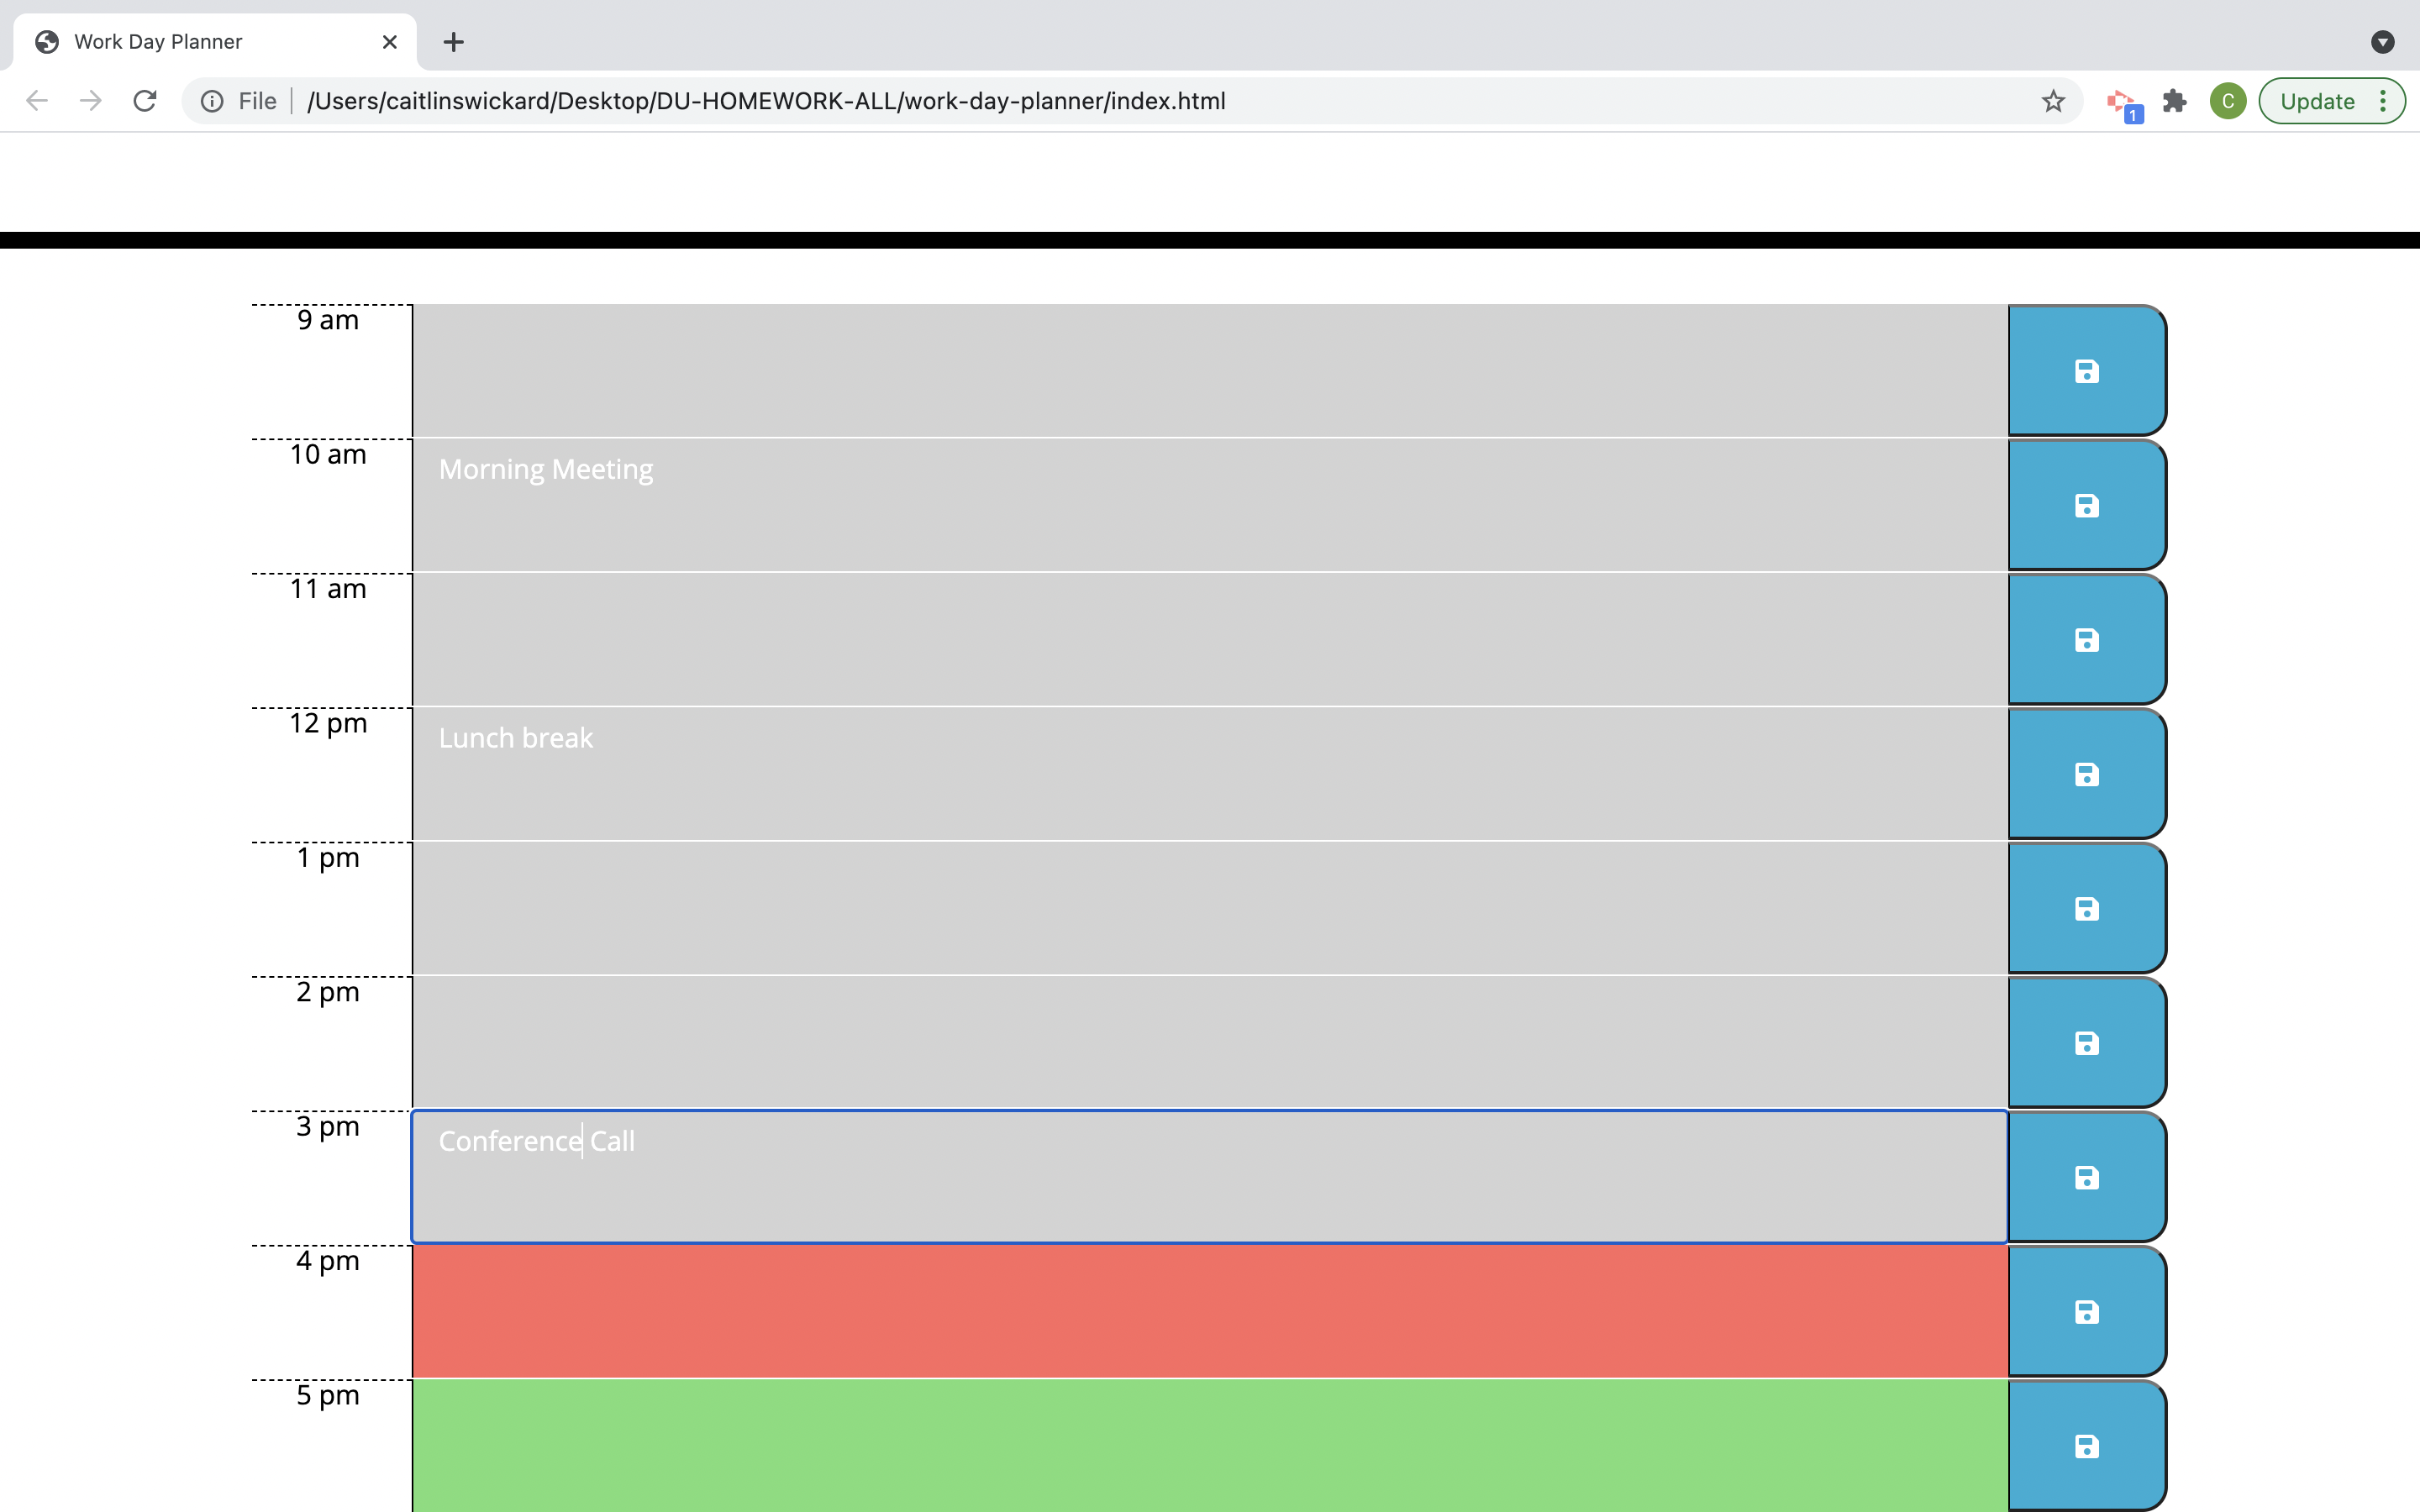 Work Day Planner
File /Users/caitlinswickard/Desktop/DU-HOMEWORK-ALL/work-day-planner/index.html 1 C Update
9 am
10 am Morning Meeting
11 am
12 pm Lunch break
1 pm
2 pm
3 pm Conference Call
4 pm
5 pm